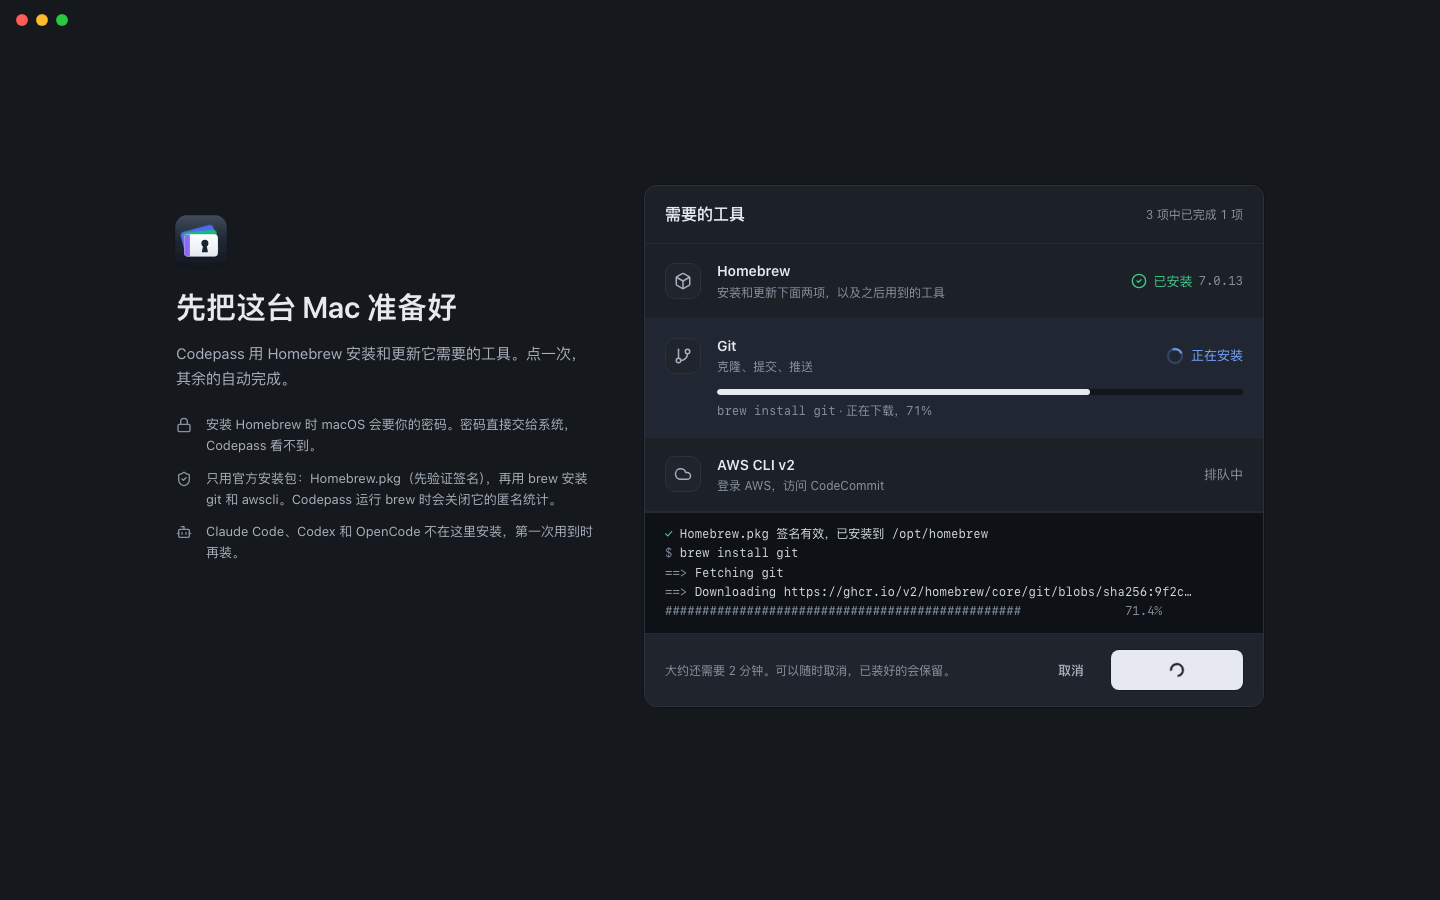 先把这台 Mac 准备好
Codepass 用 Homebrew 安装和更新它需要的工具。点一次，
其余的自动完成。
安装 Homebrew 时 macOS 会要你的密码。密码直接交给系统，
Codepass 看不到。
只用官方安装包：Homebrew.pkg（先验证签名），再用 brew 安装
git 和 awscli。Codepass 运行 brew 时会关闭它的匿名统计。
Claude Code、Codex 和 OpenCode 不在这里安装，第一次用到时
再装。
需要的工具
3 项中已完成 1 项
Homebrew
安装和更新下面两项，以及之后用到的工具
已安装 7.0.13
Git
克隆、提交、推送
正在安装
brew install git · 正在下载，71%
AWS CLI v2
登录 AWS，访问 CodeCommit
排队中
✓ Homebrew.pkg 签名有效，已安装到 /opt/homebrew
$ brew install git
==> Fetching git
==> Downloading https://ghcr.io/v2/homebrew/core/git/blobs/sha256:9f2c…
################################################ 71.4%
大约还需要 2 分钟。可以随时取消，已装好的会保留。
取消